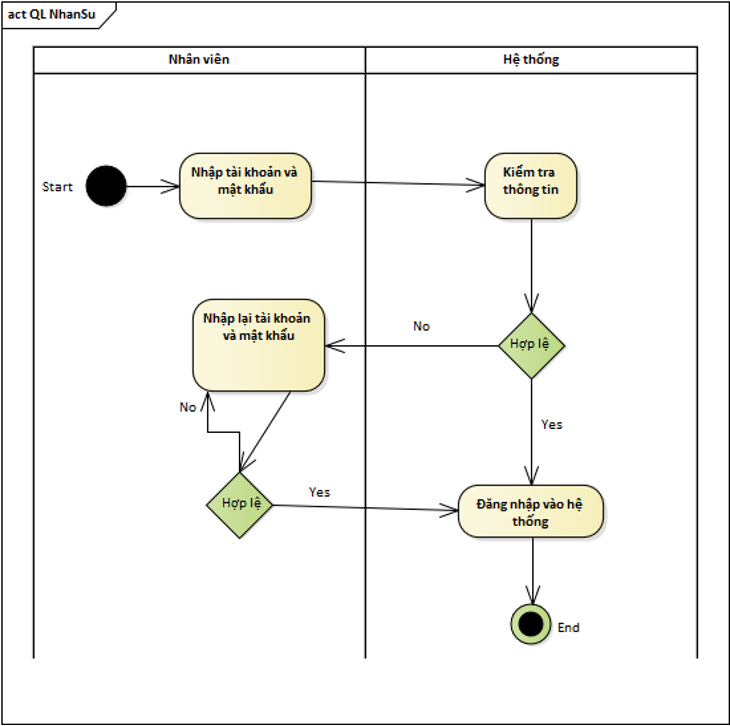 act QL NhanSu
Nhân viên
Hệ thống
Start
Nhập tài khoản và
mật khẩu
Kiểm tra
thông tin
Nhập lại tài khoản
và mật khẩu
No
Hợp lệ
No
Yes
Hợp lệ
Yes
Đăng nhập vào hệ
thống
End